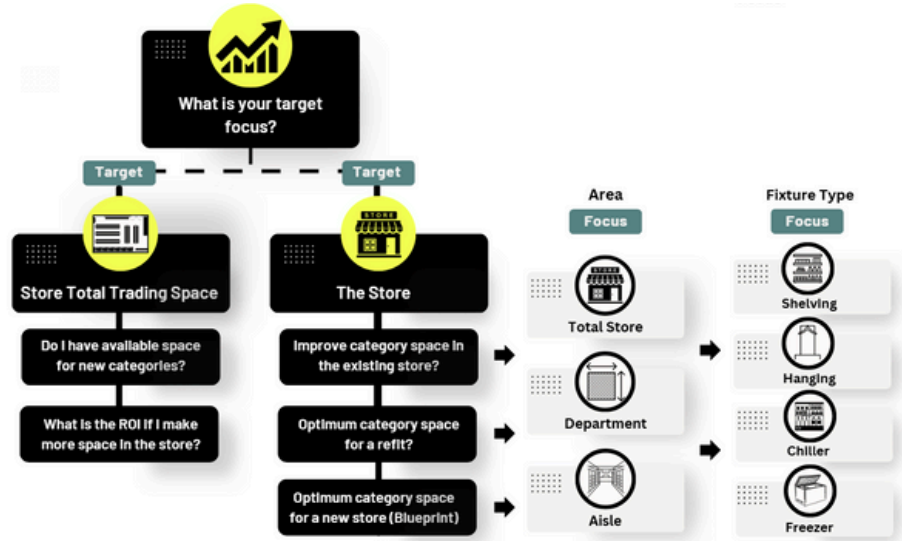 What is your target
focus?
Target
Target
STORE
Store Total Trading Space
The Store
Do I have available space
for new categories?
Improve category space in
the existing store?
What is the ROI if I make
more space in the store?
Optimum category space
for a refit?
Optimum category space
for a new store (Blueprint)
Area
Focus
STORE
Total Store
Department
Aisle
Fixture Type
Focus
Shelving
Hanging
Chiller
Freezer